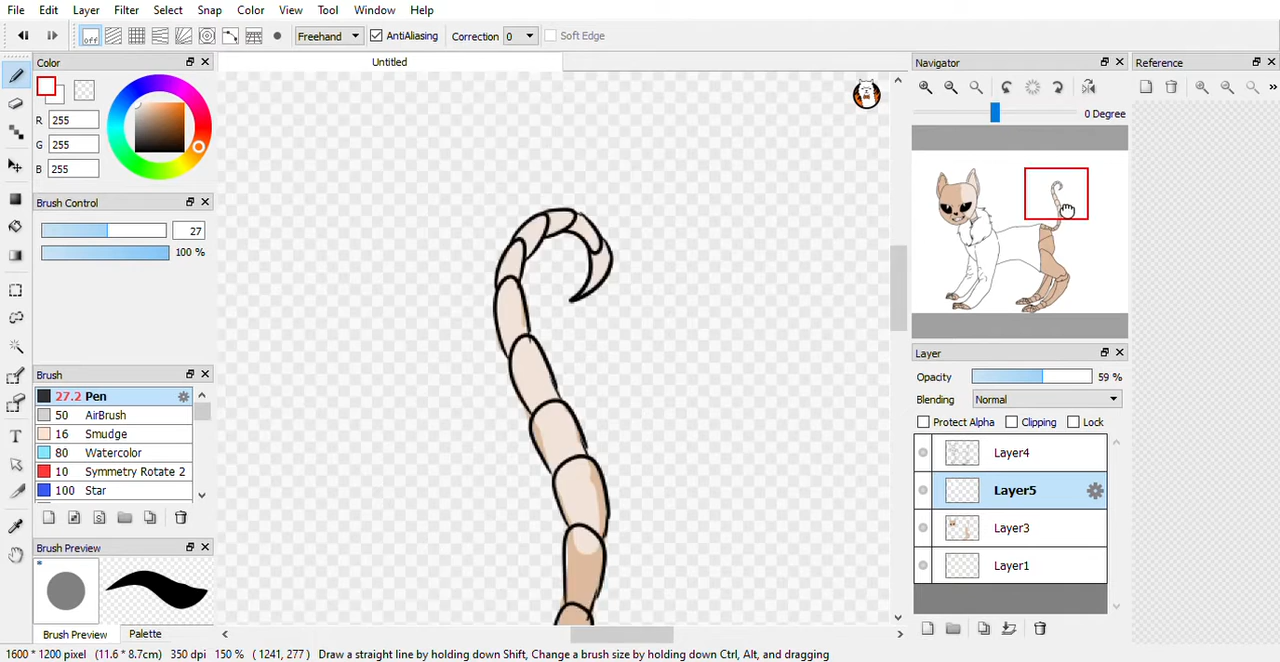 File Edit Layer Filter Select Snap Color View Tool Window Help
off Freehand AntiAliasing Correction 0 Soft Edge
Color
Untitled
Navigator
Reference
R 255
G 255
B 255
»
0 Degree
Brush Control
27
100 %
Layer
Opacity 59 %
Blending Normal
Protect Alpha Clipping Lock
Layer4
Layer5
Layer3
Layer1
Brush
27.2 Pen
50 AirBrush
16 Smudge
80 Watercolor
10 Symmetry Rotate 2
100 Star
Brush Preview
*
Brush Preview Palette
1600 * 1200 pixel (11.6 * 8.7cm) 350 dpi 150 % ( 1241, 277 ) Draw a straight line by holding down Shift, Change a brush size by holding down Ctrl, Alt, and dragging